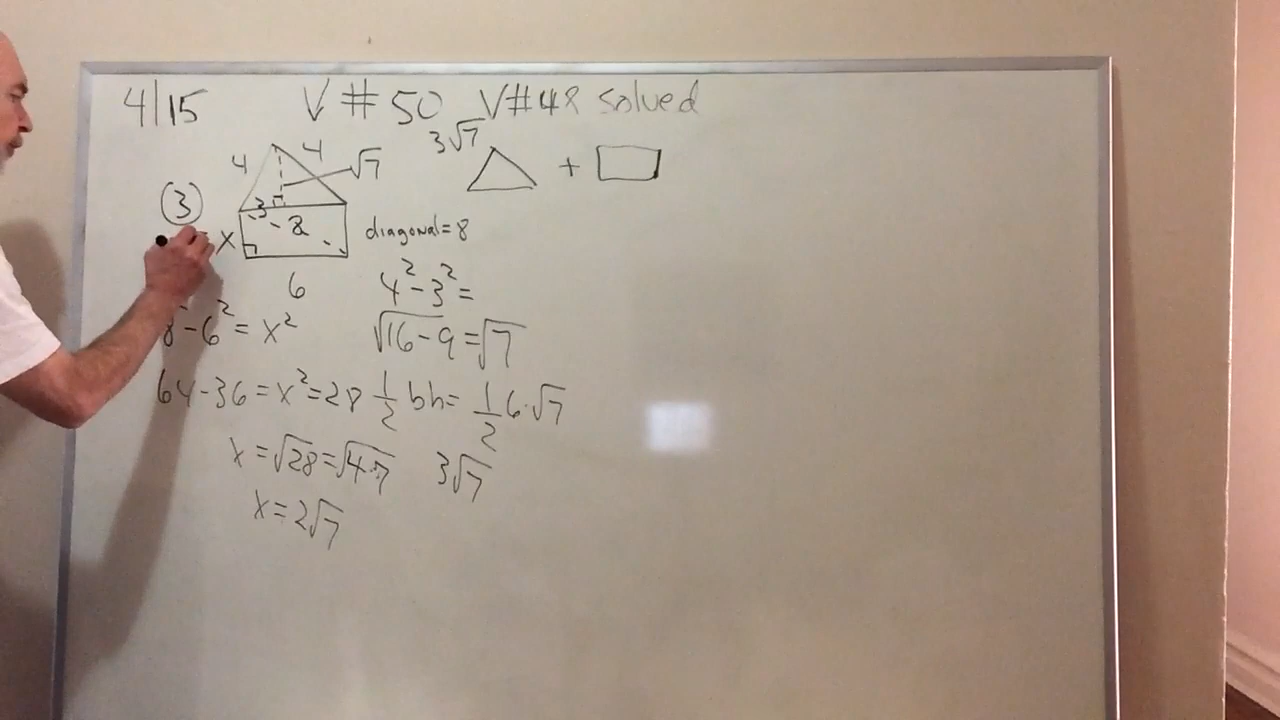 4/15 V # 50 V#48 solved
3√7
4 4 √7 +
(3) 3
8
x diagonal = 8
6
4² - 3² =
8² - 6² = x²
√16 - 9 = √7
64 - 36 = x² = 28
1/2 bh = 1/2 6·√7
x = √28 = √4·7
3√7
x = 2√7